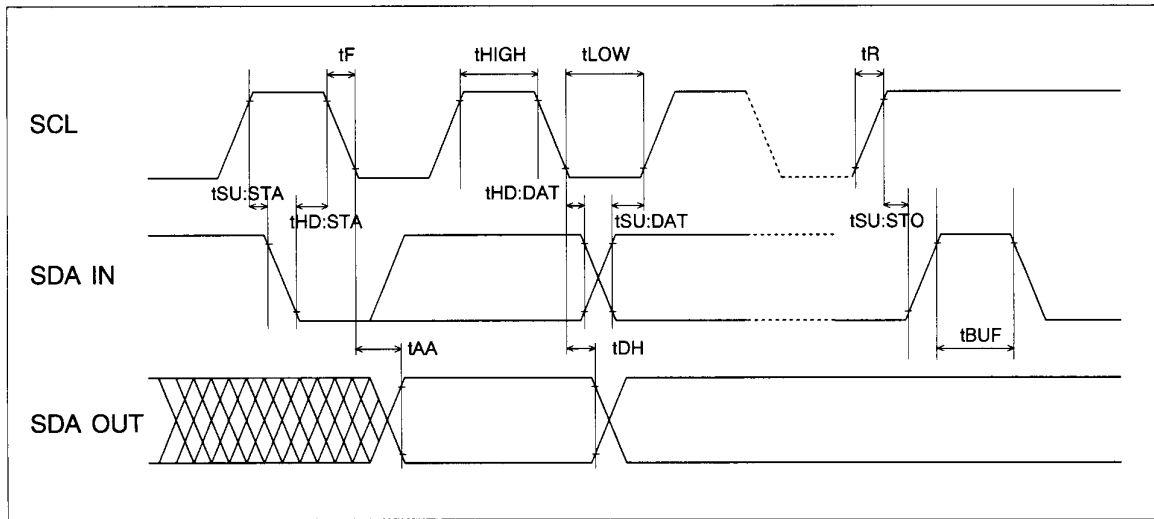 tF tHIGH tLOW tR
SCL
tSU:STA tHD:STA tHD:DAT tSU:DAT tSU:STO
SDA IN
tAA tDH tBUF
SDA OUT